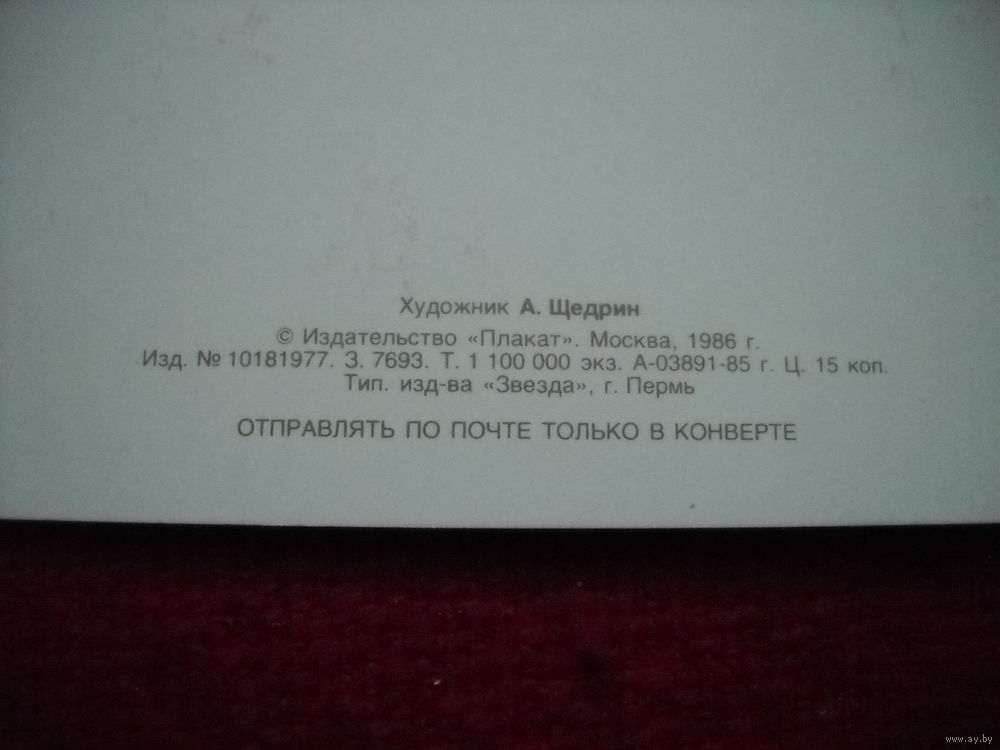 Художник А. Щедрин
© Издательство «Плакат». Москва, 1986 г.
Изд. № 10181977. З. 7693. Т. 1 100 000 экз. А-03891-85 г. Ц. 15 коп.
Тип. изд-ва «Звезда», г. Пермь
ОТПРАВЛЯТЬ ПО ПОЧТЕ ТОЛЬКО В КОНВЕРТЕ
www.ay.by